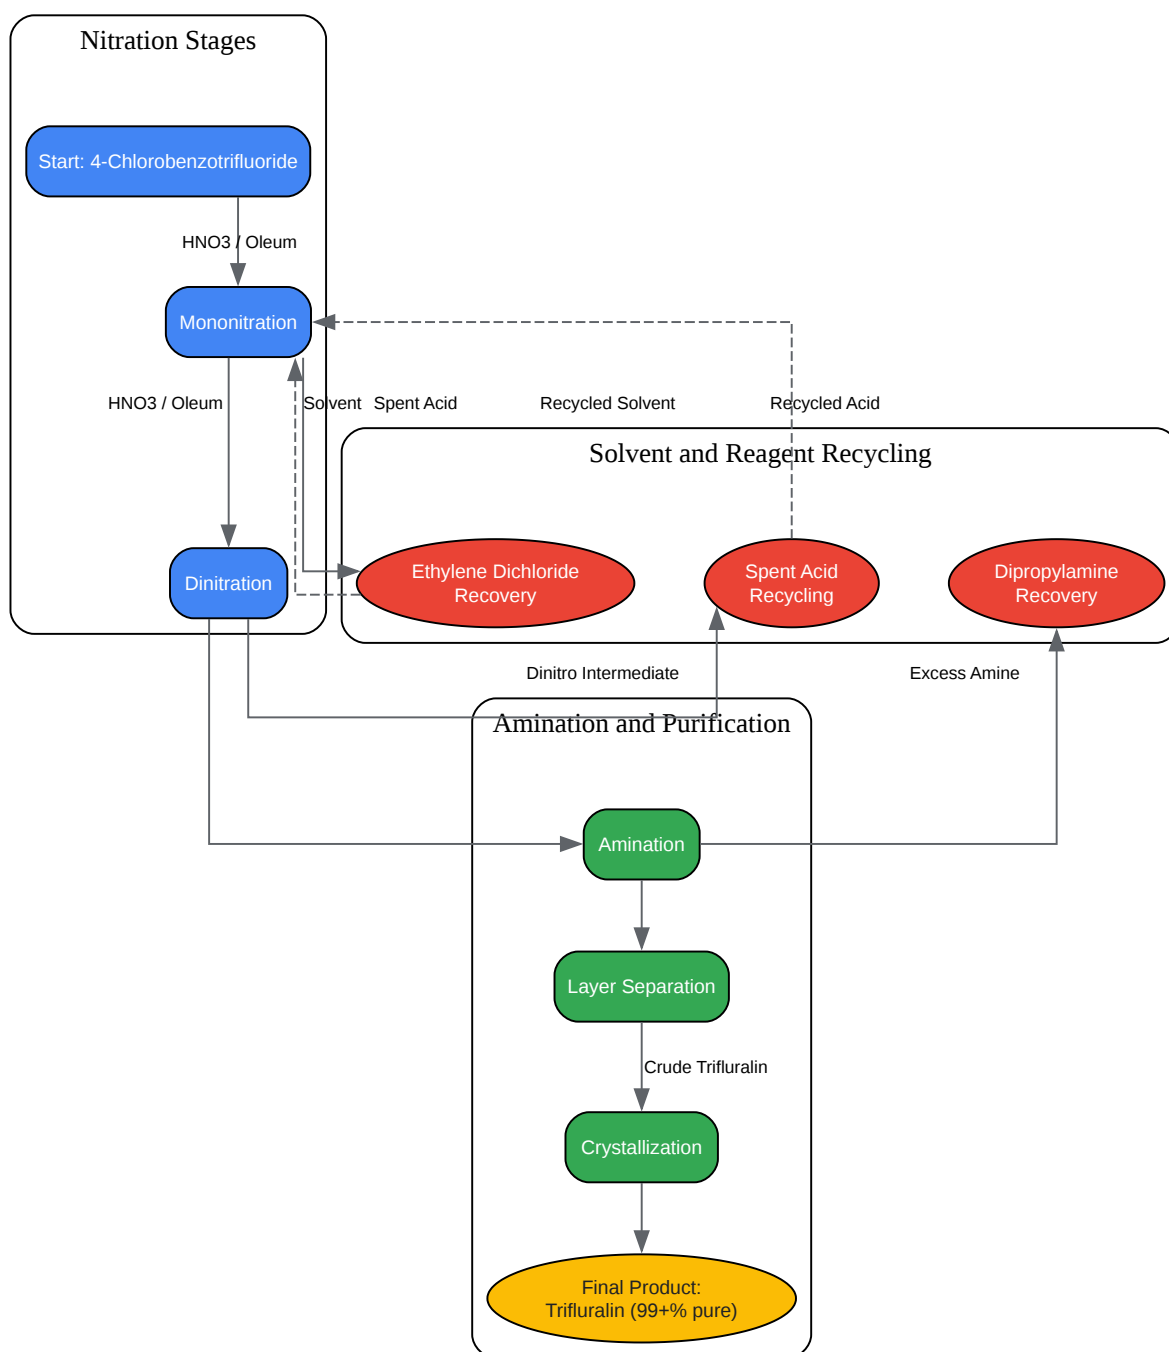 Nitration Stages
Start: 4-Chlorobenzotrifluoride
HNO3 / Oleum
Mononitration
HNO3 / Oleum
Solvent
Spent Acid
Recycled Solvent
Recycled Acid
Solvent and Reagent Recycling
Dinitration
Ethylene Dichloride
Recovery
Spent Acid
Recycling
Dipropylamine
Recovery
Dinitro Intermediate
Excess Amine
Amination and Purification
Amination
Layer Separation
Crude Trifluralin
Crystallization
Final Product:
Trifluralin (99+% pure)